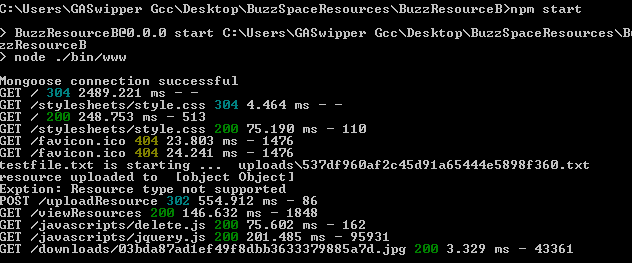 C:\Users\GASwipper Gcc\Desktop\BuzzSpaceResources\BuzzResourceB>npm start
> BuzzResourceB@0.0.0 start C:\Users\GASwipper Gcc\Desktop\BuzzSpaceResources\Bu
zzResourceB
> node ./bin/www
Mongoose connection successful
GET / 304 2489.221 ms - -
GET /stylesheets/style.css 304 4.464 ms - -
GET / 200 248.753 ms - 513
GET /stylesheets/style.css 200 75.190 ms - 110
GET /favicon.ico 404 23.803 ms - 1476
GET /favicon.ico 404 24.241 ms - 1476
testfile.txt is starting ...  uploads\537df960af2c45d91a65444e5898f360.txt
resource uploaded to  [object Object]
Exption: Resource type not supported
POST /uploadResource 302 554.912 ms - 86
GET /viewResources 200 146.632 ms - 1848
GET /javascripts/delete.js 200 75.602 ms - 162
GET /javascripts/jquery.js 200 201.485 ms - 95931
GET /downloads/03bda87ad1ef49f8dbb3633379885a7d.jpg 200 3.329 ms - 43361